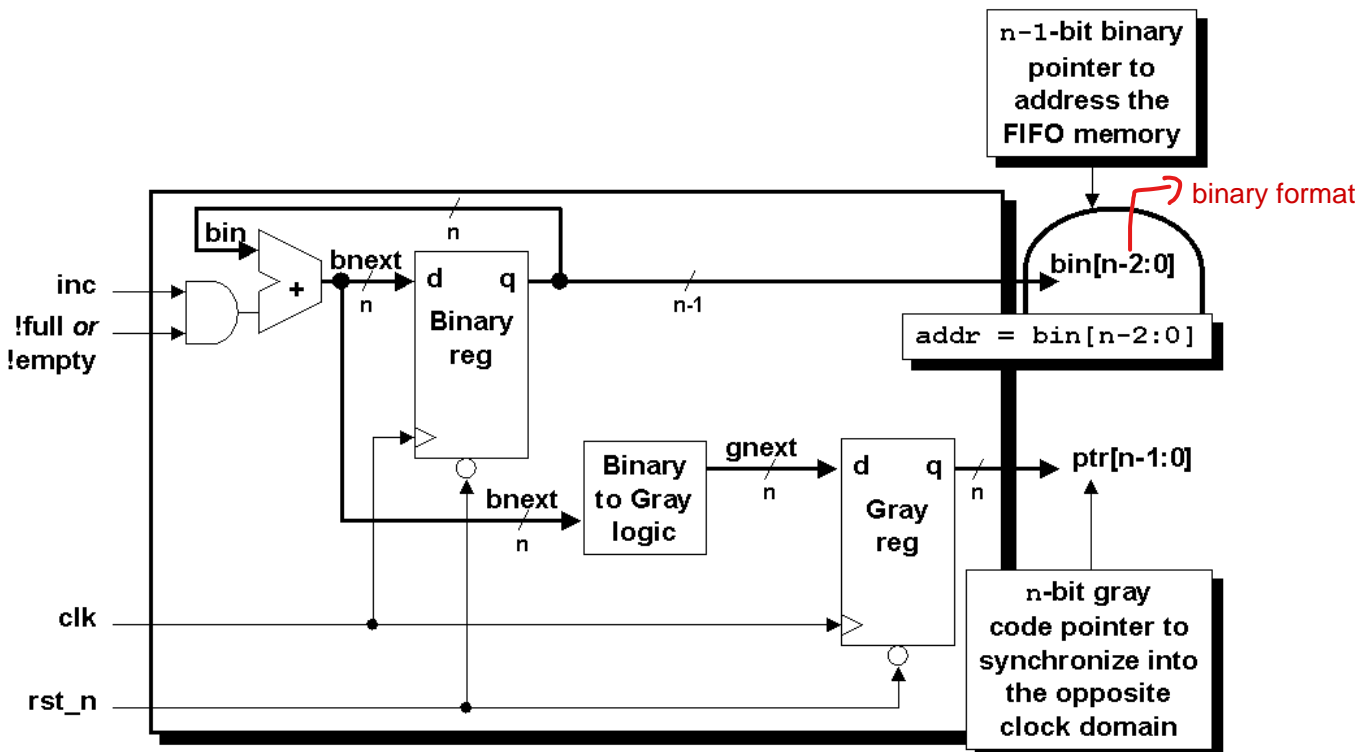 n-1-bit binary
pointer to
address the
FIFO memory
binary format
bin
n
bnext
n
d
q
Binary
reg
n-1
bin[n-2:0]
addr = bin[n-2:0]
inc
!full or
!empty
+
bnext
n
Binary
to Gray
logic
gnext
n
d
q
Gray
reg
n
ptr[n-1:0]
n-bit gray
code pointer to
synchronize into
the opposite
clock domain
clk
rst_n